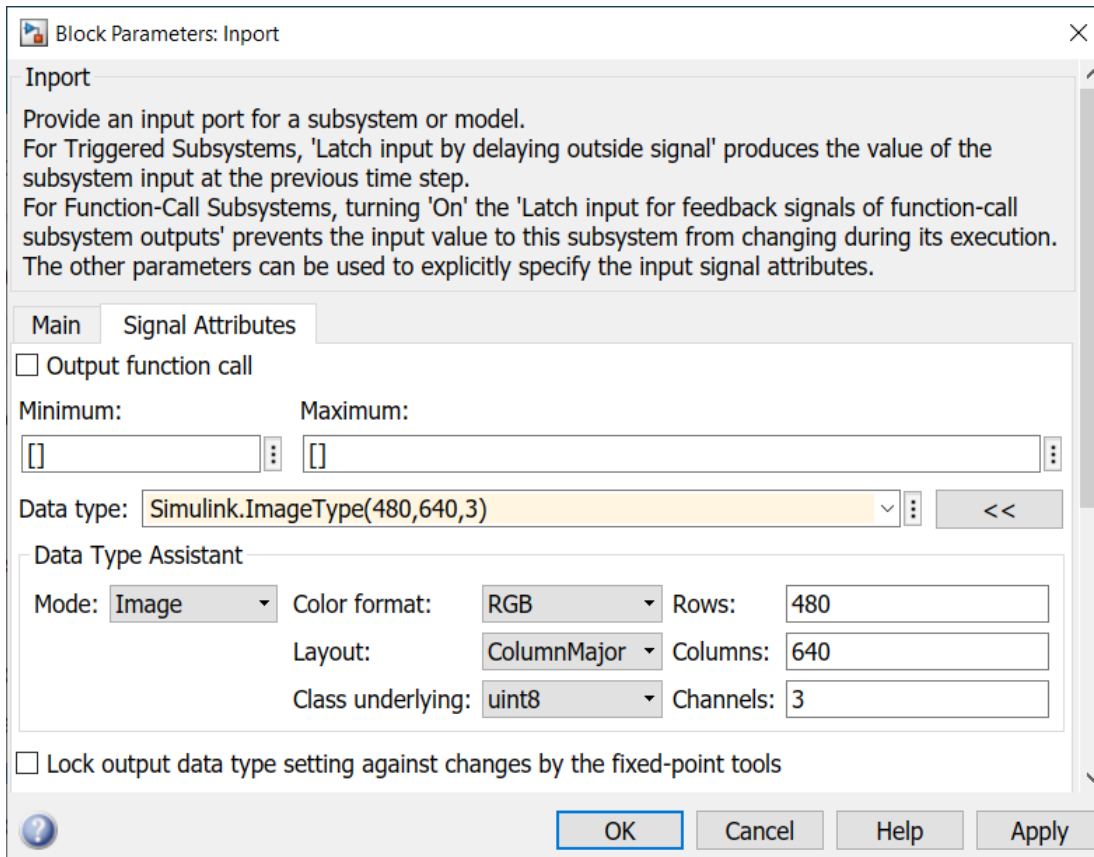 Block Parameters: Inport
Inport
Provide an input port for a subsystem or model.
For Triggered Subsystems, 'Latch input by delaying outside signal' produces the value of the
subsystem input at the previous time step.
For Function-Call Subsystems, turning 'On' the 'Latch input for feedback signals of function-call
subsystem outputs' prevents the input value to this subsystem from changing during its execution.
The other parameters can be used to explicitly specify the input signal attributes.
Main Signal Attributes
Output function call
Minimum: Maximum:
[] []
Data type: Simulink.ImageType(480,640,3) <<
Data Type Assistant
Mode: Image Color format: RGB Rows: 480
Layout: ColumnMajor Columns: 640
Class underlying: uint8 Channels: 3
Lock output data type setting against changes by the fixed-point tools
? OK Cancel Help Apply